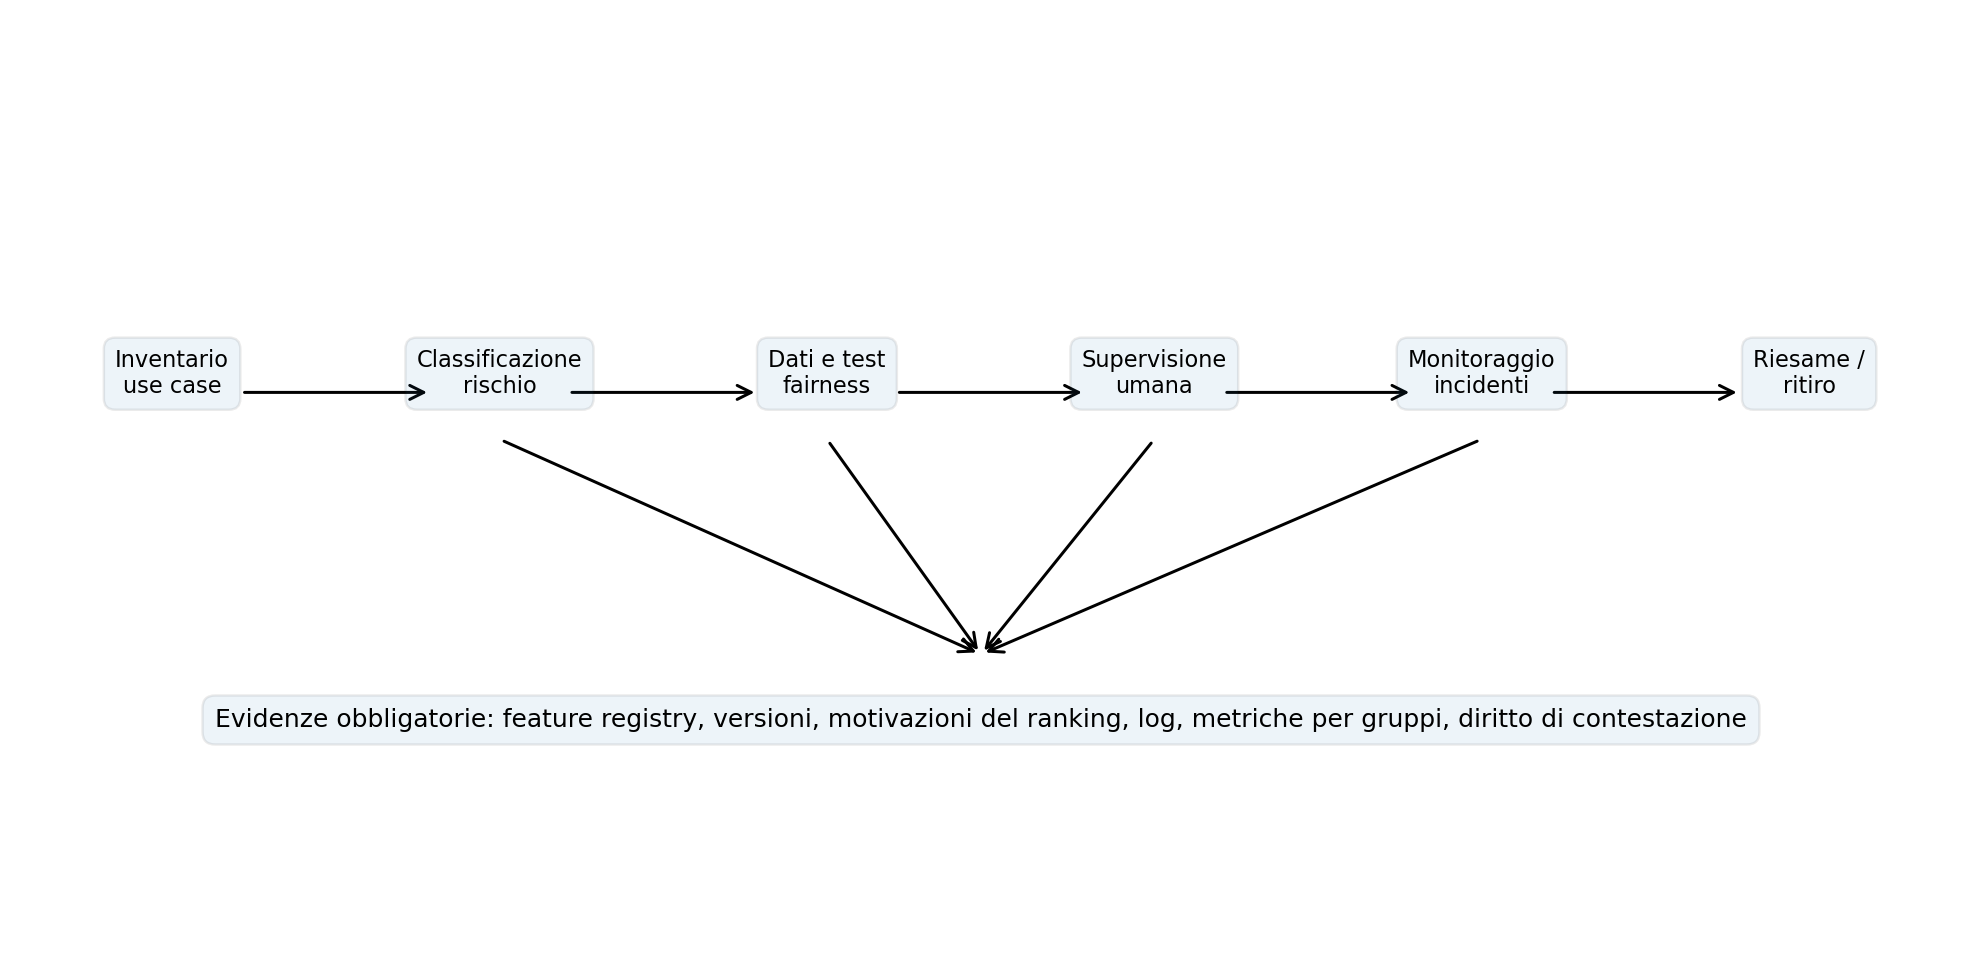 Inventario
use case
Classificazione
rischio
Dati e test
fairness
Supervisione
umana
Monitoraggio
incidenti
Riesame /
ritiro
Evidenze obbligatorie: feature registry, versioni, motivazioni del ranking, log, metriche per gruppi, diritto di contestazione